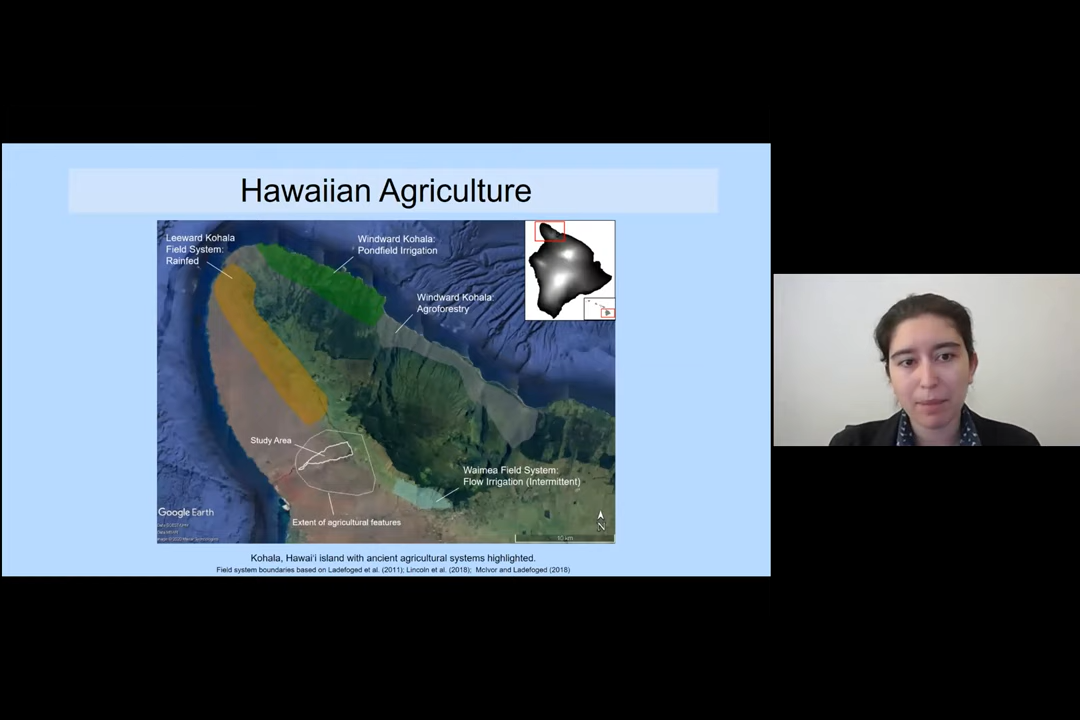 Hawaiian Agriculture
Leeward Kohala
Field System:
Rainfed
Windward Kohala:
Pondfield Irrigation
Windward Kohala:
Agroforestry
Study Area
Waimea Field System:
Flow Irrigation (Intermittent)
Google Earth
Extent of agricultural features
N
10 km
Kohala, Hawai‘i island with ancient agricultural systems highlighted.
Field system boundaries based on Ladefoged et al. (2011); Lincoln et al. (2018); McIvor and Ladefoged (2018)